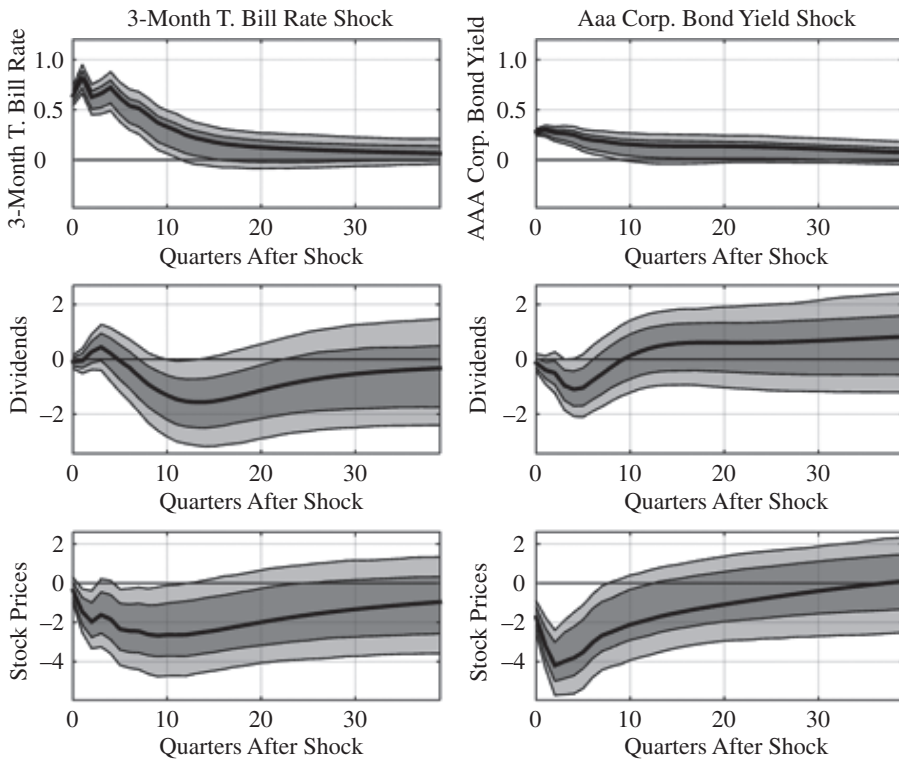 3-Month T. Bill Rate Shock
3-Month T. Bill Rate
1.0
0.5
0
0 10 20 30
Quarters After Shock
Aaa Corp. Bond Yield Shock
AAA Corp. Bond Yield
1.0
0.5
0
0 10 20 30
Quarters After Shock
Dividends
2
0
−2
0 10 20 30
Quarters After Shock
Dividends
2
0
−2
0 10 20 30
Quarters After Shock
Stock Prices
2
0
−2
−4
0 10 20 30
Quarters After Shock
Stock Prices
2
0
−2
−4
0 10 20 30
Quarters After Shock